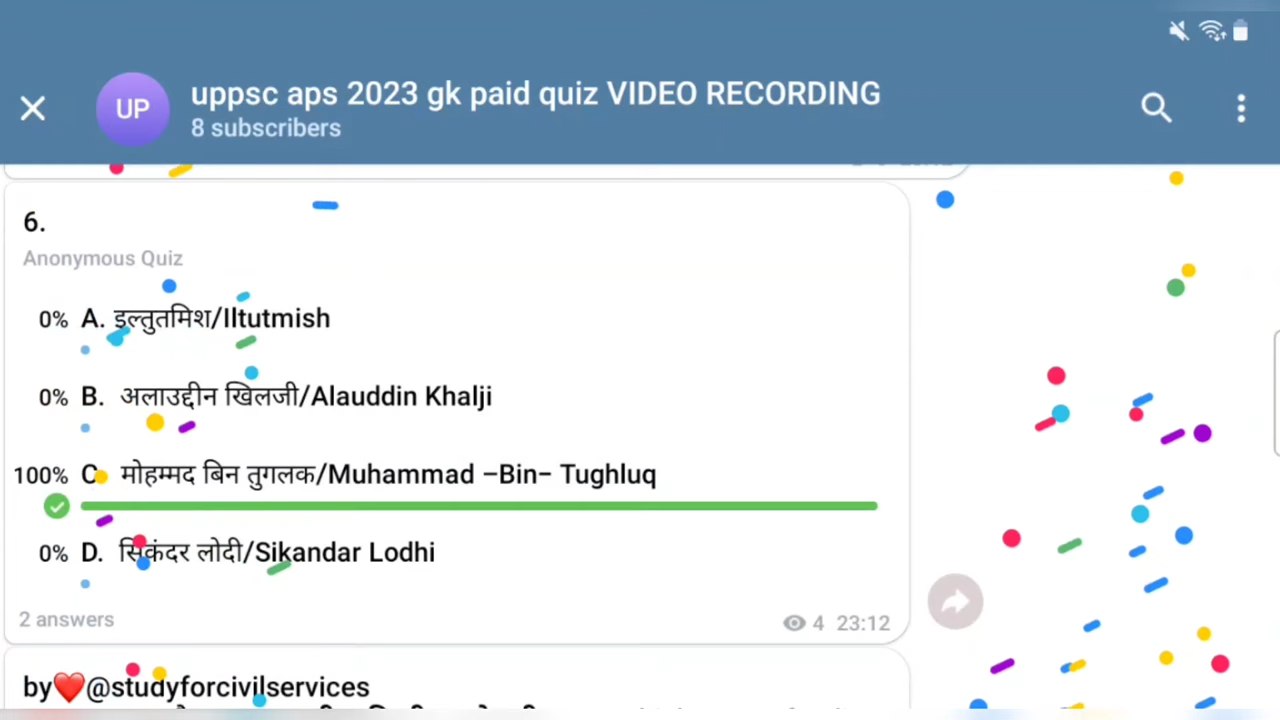 UP
uppsc aps 2023 gk paid quiz VIDEO RECORDING
8 subscribers
6.
Anonymous Quiz
0% A. इल्तुतमिश/Iltutmish
0% B. अलाउद्दीन खिलजी/Alauddin Khalji
100% C. मोहम्मद बिन तुगलक/Muhammad –Bin– Tughluq
0% D. सिकंदर लोदी/Sikandar Lodhi
2 answers
4 23:12
by❤️@studyforcivilservices